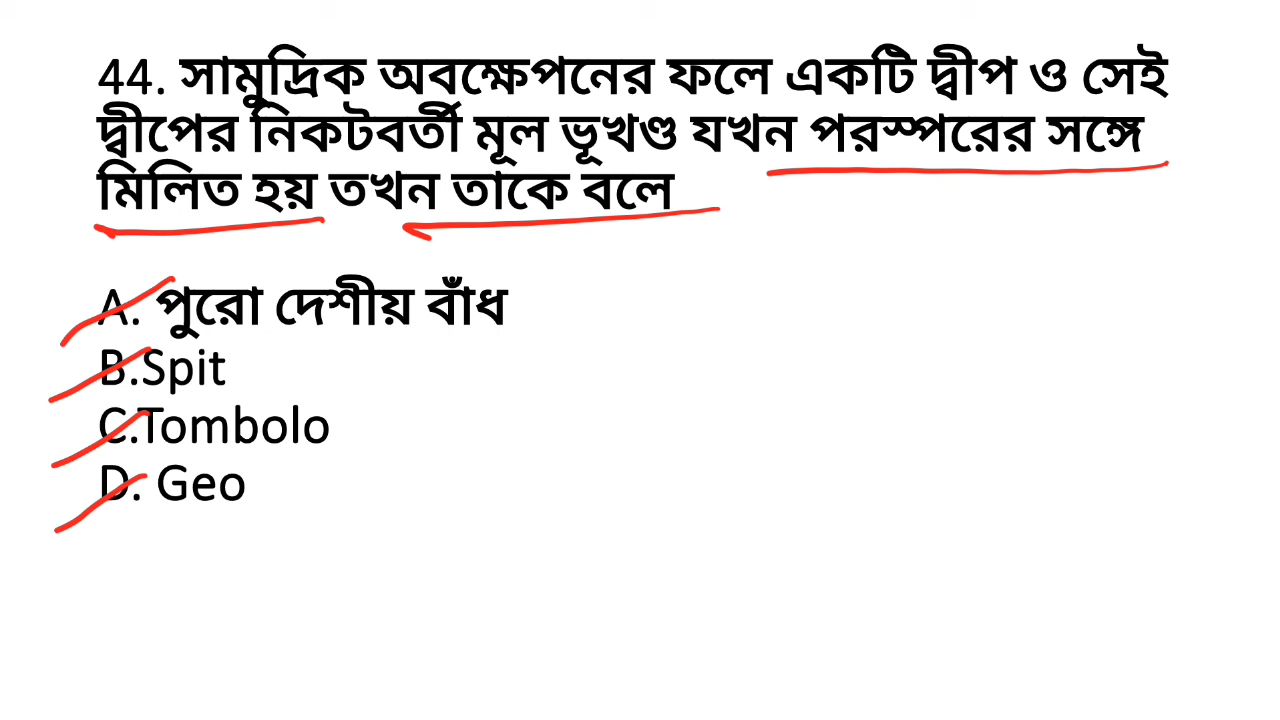 44. সামুদ্রিক অবক্ষেপনের ফলে একটি দ্বীপ ও সেই
দ্বীপের নিকটবর্তী মূল ভূখণ্ড যখন পরস্পরের সঙ্গে
মিলিত হয় তখন তাকে বলে
A. পুরো দেশীয় বাঁধ
B.Spit
C.Tombolo
D. Geo